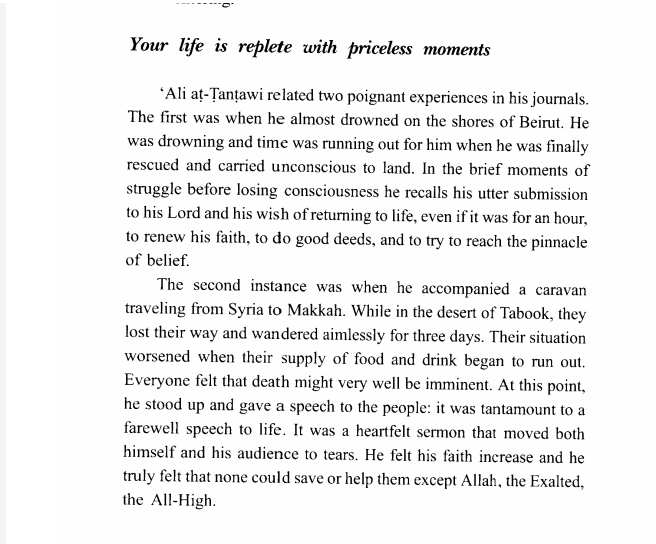 Your life is replete with priceless moments
‘Ali aṭ-Ṭanṭawi related two poignant experiences in his journals.
The first was when he almost drowned on the shores of Beirut. He
was drowning and time was running out for him when he was finally
rescued and carried unconscious to land. In the brief moments of
struggle before losing consciousness he recalls his utter submission
to his Lord and his wish of returning to life, even if it was for an hour,
to renew his faith, to do good deeds, and to try to reach the pinnacle
of belief.
The second instance was when he accompanied a caravan
traveling from Syria to Makkah. While in the desert of Tabook, they
lost their way and wandered aimlessly for three days. Their situation
worsened when their supply of food and drink began to run out.
Everyone felt that death might very well be imminent. At this point,
he stood up and gave a speech to the people: it was tantamount to a
farewell speech to life. It was a heartfelt sermon that moved both
himself and his audience to tears. He felt his faith increase and he
truly felt that none could save or help them except Allah, the Exalted,
the All-High.